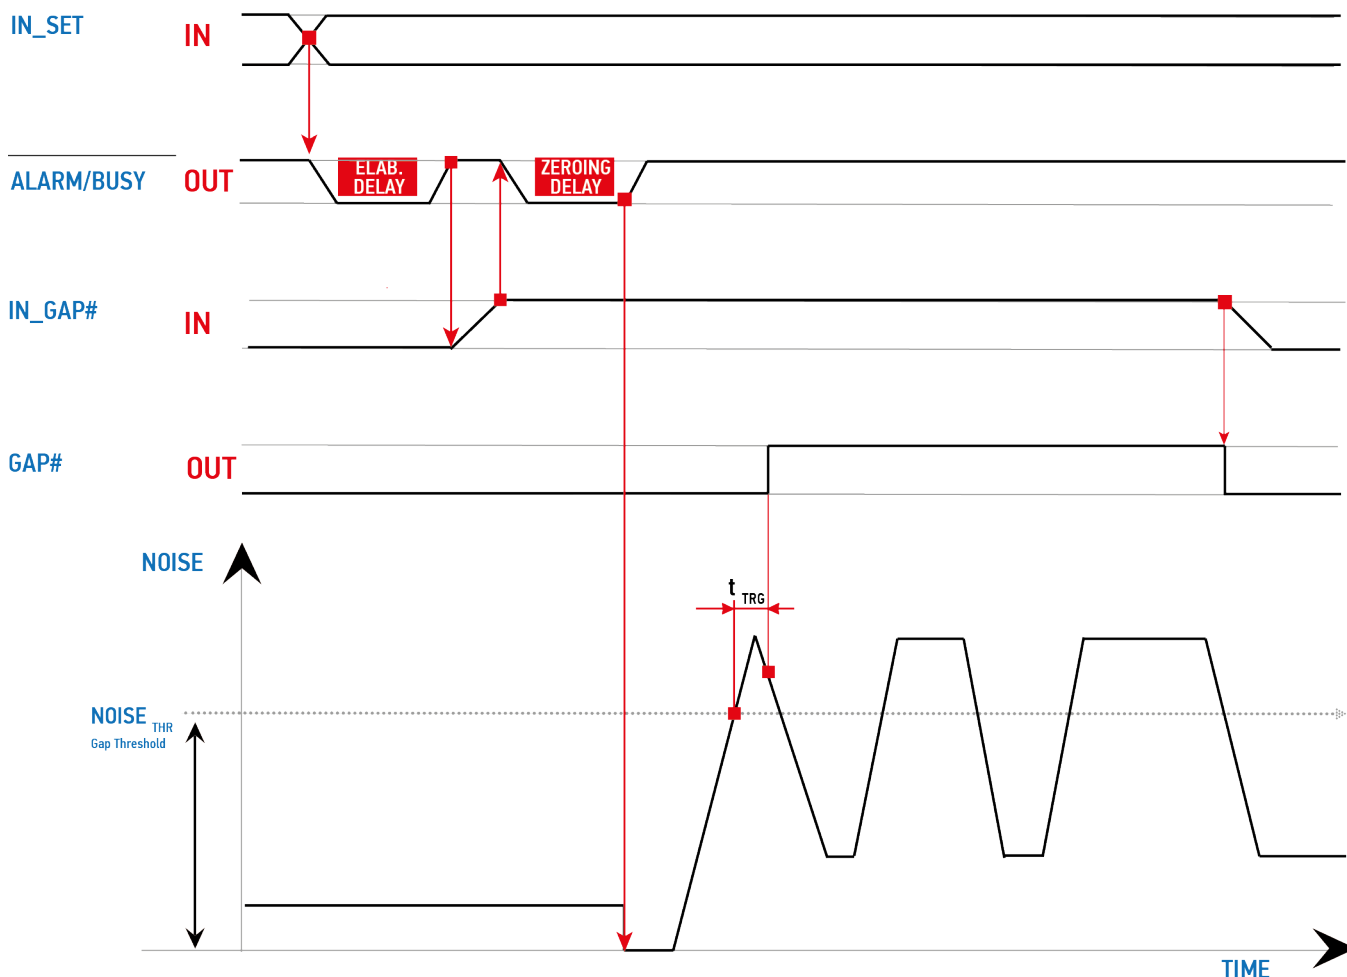 IN_SET
IN
ELAB.
DELAY
ZEROING
DELAY
ALARM/BUSY
OUT
IN_GAP#
IN
GAP#
OUT
NOISE
t TRG
NOISE THR
Gap Threshold
TIME